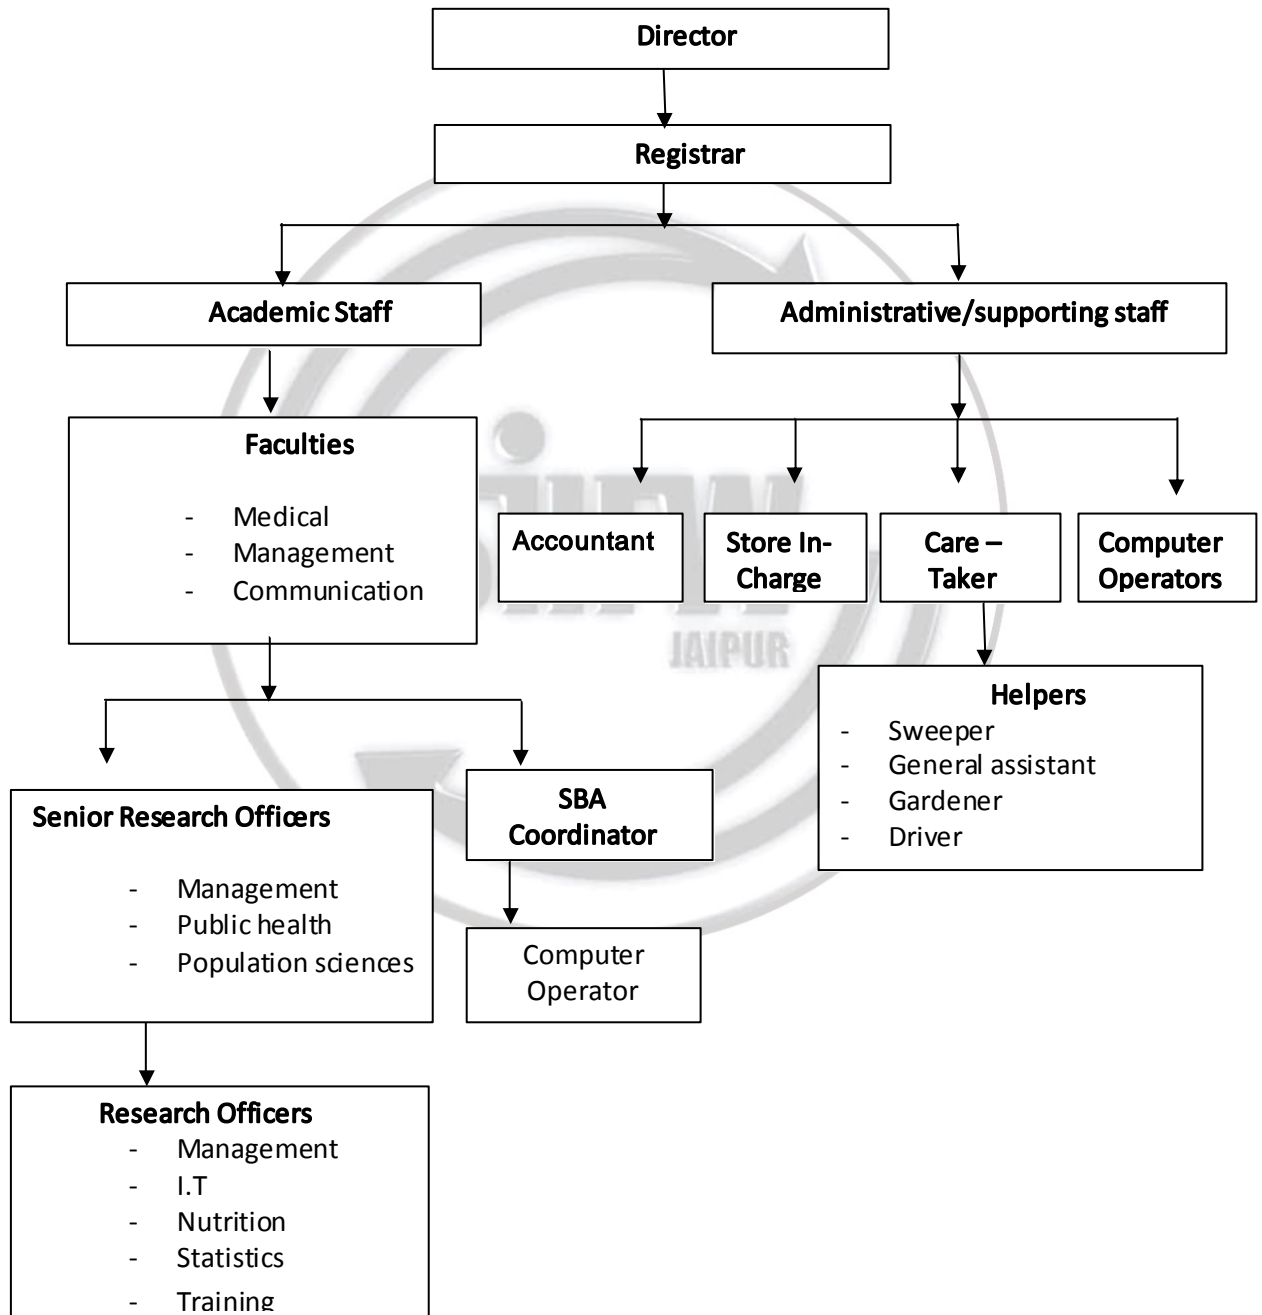 Director
Registrar
Academic Staff
Administrative/supporting staff
Faculties
- Medical
- Management
- Communication
Accountant
Store In-
Charge
Care –
Taker
Computer
Operators
JAIPUR
Helpers
- Sweeper
- General assistant
- Gardener
- Driver
Senior Research Officers
- Management
- Public health
- Population sciences
SBA
Coordinator
Computer
Operator
Research Officers
- Management
- I.T
- Nutrition
- Statistics
- Training